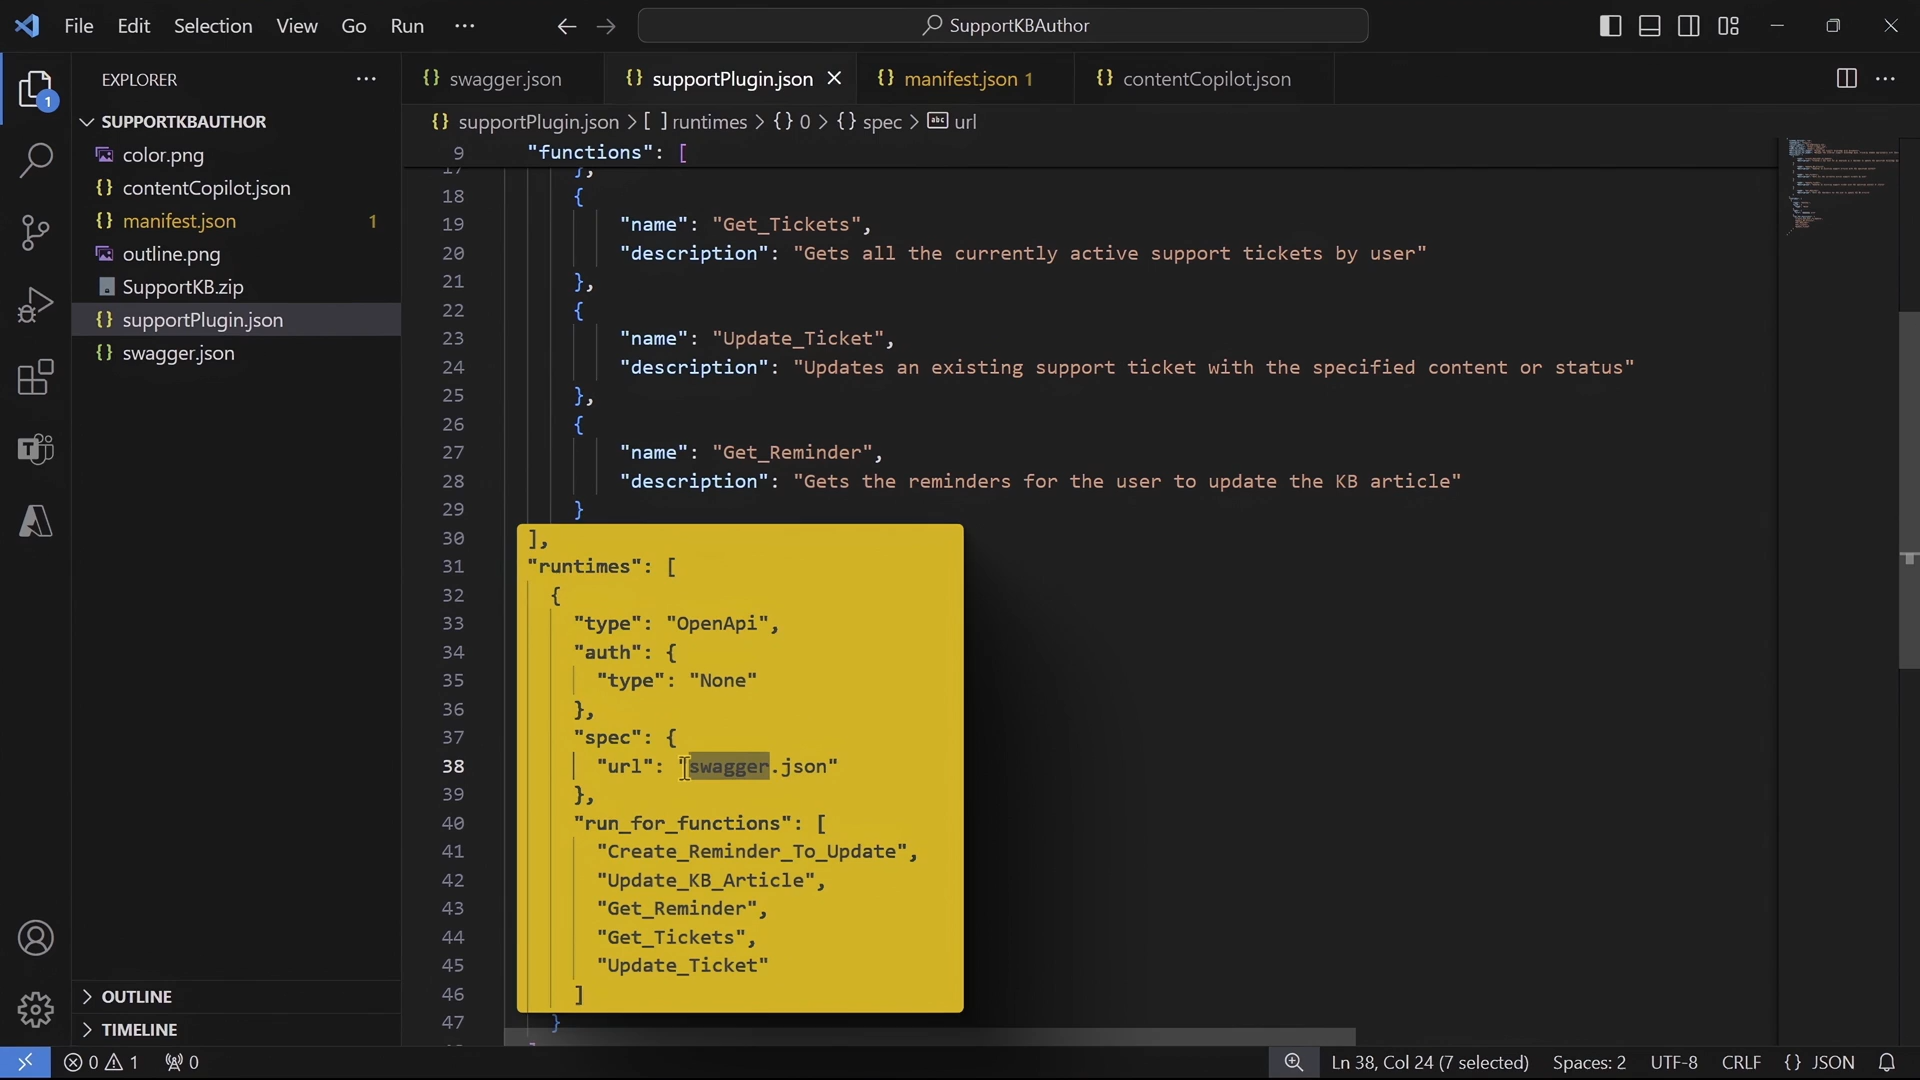 File Edit Selection View Go Run ··· SupportKBAuthor
EXPLORER ···
1
SUPPORTKBAUTHOR
color.png
contentCopilot.json
manifest.json 1
outline.png
SupportKB.zip
supportPlugin.json
swagger.json
OUTLINE
TIMELINE
{} swagger.json {} supportPlugin.json {} manifest.json 1 {} contentCopilot.json
{} supportPlugin.json > [ ] runtimes > {} 0 > {} spec > abc url
9 "functions": [
17 },
18 {
19 "name": "Get_Tickets",
20 "description": "Gets all the currently active support tickets by user"
21 },
22 {
23 "name": "Update_Ticket",
24 "description": "Updates an existing support ticket with the specified content or status"
25 },
26 {
27 "name": "Get_Reminder",
28 "description": "Gets the reminders for the user to update the KB article"
29 }
30 ],
31 "runtimes": [
32 {
33 "type": "OpenApi",
34 "auth": {
35 "type": "None"
36 },
37 "spec": {
38 "url": "swagger.json"
39 },
40 "run_for_functions": [
41 "Create_Reminder_To_Update",
42 "Update_KB_Article",
43 "Get_Reminder",
44 "Get_Tickets",
45 "Update_Ticket"
46 ]
47 }
0 1 0 Ln 38, Col 24 (7 selected) Spaces: 2 UTF-8 CRLF {} JSON